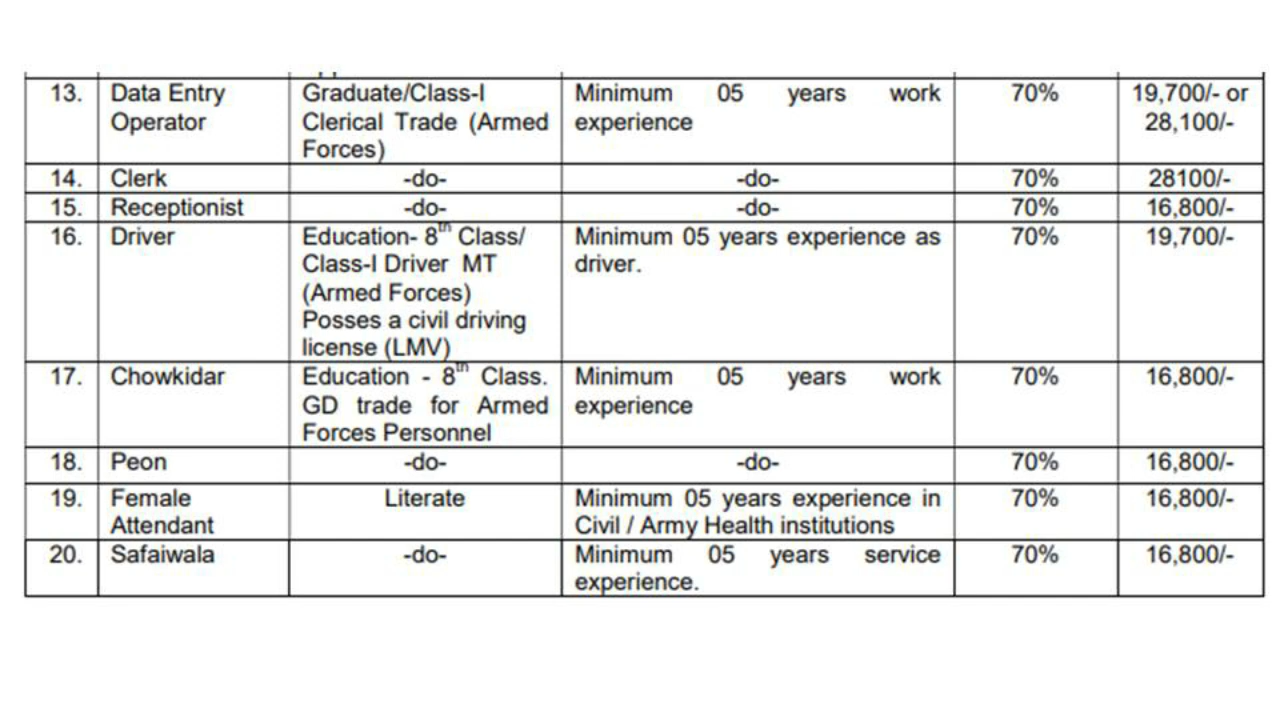 13. Data Entry Graduate/Class-I Minimum 05 years work 70% 19,700/- or
Operator Clerical Trade (Armed experience 28,100/-
Forces)
14. Clerk -do- -do- 70% 28100/-
15. Receptionist -do- -do- 70% 16,800/-
16. Driver Education- 8th Class/ Minimum 05 years experience as 70% 19,700/-
Class-I Driver MT driver.
(Armed Forces)
Posses a civil driving
license (LMV)
17. Chowkidar Education - 8th Class. Minimum 05 years work 70% 16,800/-
GD trade for Armed experience
Forces Personnel
18. Peon -do- -do- 70% 16,800/-
19. Female Literate Minimum 05 years experience in 70% 16,800/-
Attendant Civil / Army Health institutions
20. Safaiwala -do- Minimum 05 years service 70% 16,800/-
experience.